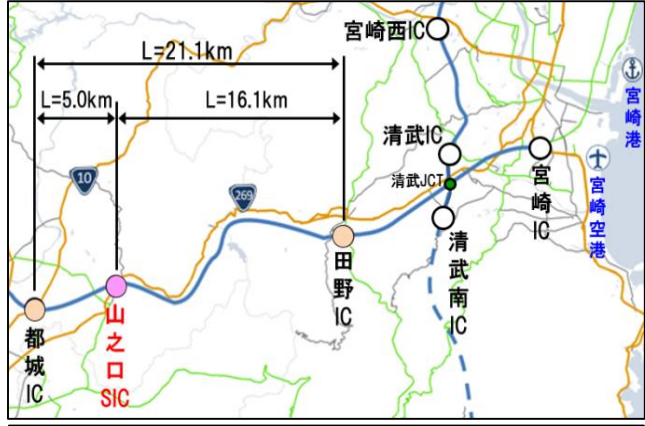 宮崎西IC
L=21.1km
L=5.0km
L=16.1km
宮崎港
清武IC
清武JCT
宮崎IC
宮崎空港
10
269
清武南IC
田野IC
山之口SIC
都城IC